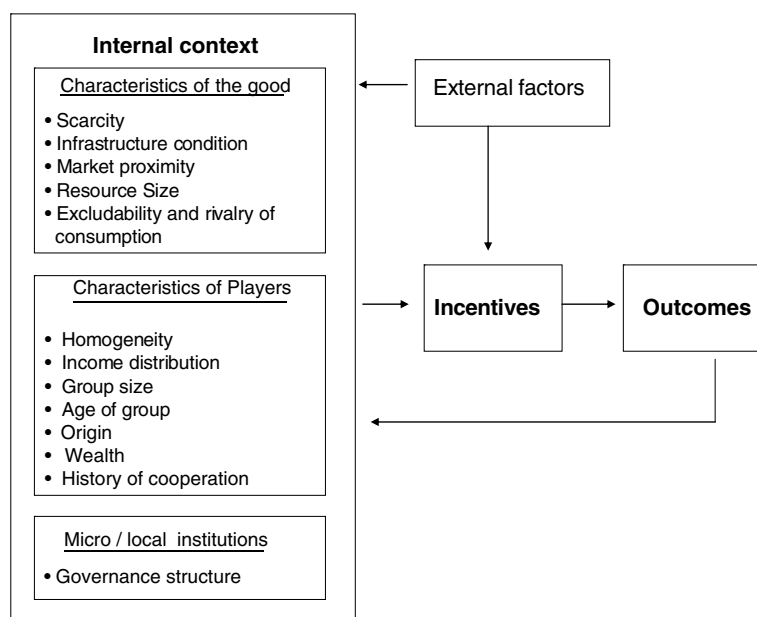 Internal context
Characteristics of the good
• Scarcity
• Infrastructure condition
• Market proximity
• Resource Size
• Excludability and rivalry of
consumption
Characteristics of Players
• Homogeneity
• Income distribution
• Group size
• Age of group
• Origin
• Wealth
• History of cooperation
Micro / local institutions
• Governance structure
External factors
Incentives
Outcomes